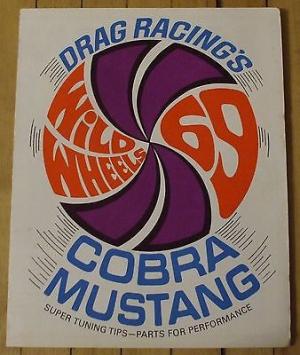 DRAG RACING'S
WILD
WHEELS
69
COBRA
MUSTANG
SUPER TUNING TIPS—PARTS FOR PERFORMANCE